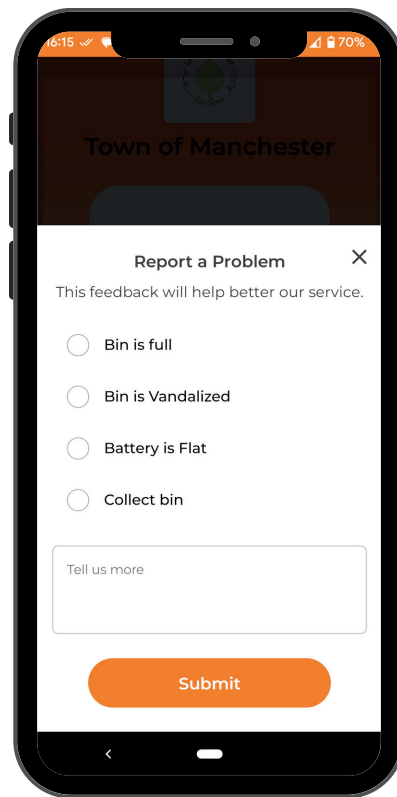 16:15
70%
Town of Manchester
Report a Problem
This feedback will help better our service.
Bin is full
Bin is Vandalized
Battery is Flat
Collect bin
Tell us more
Submit